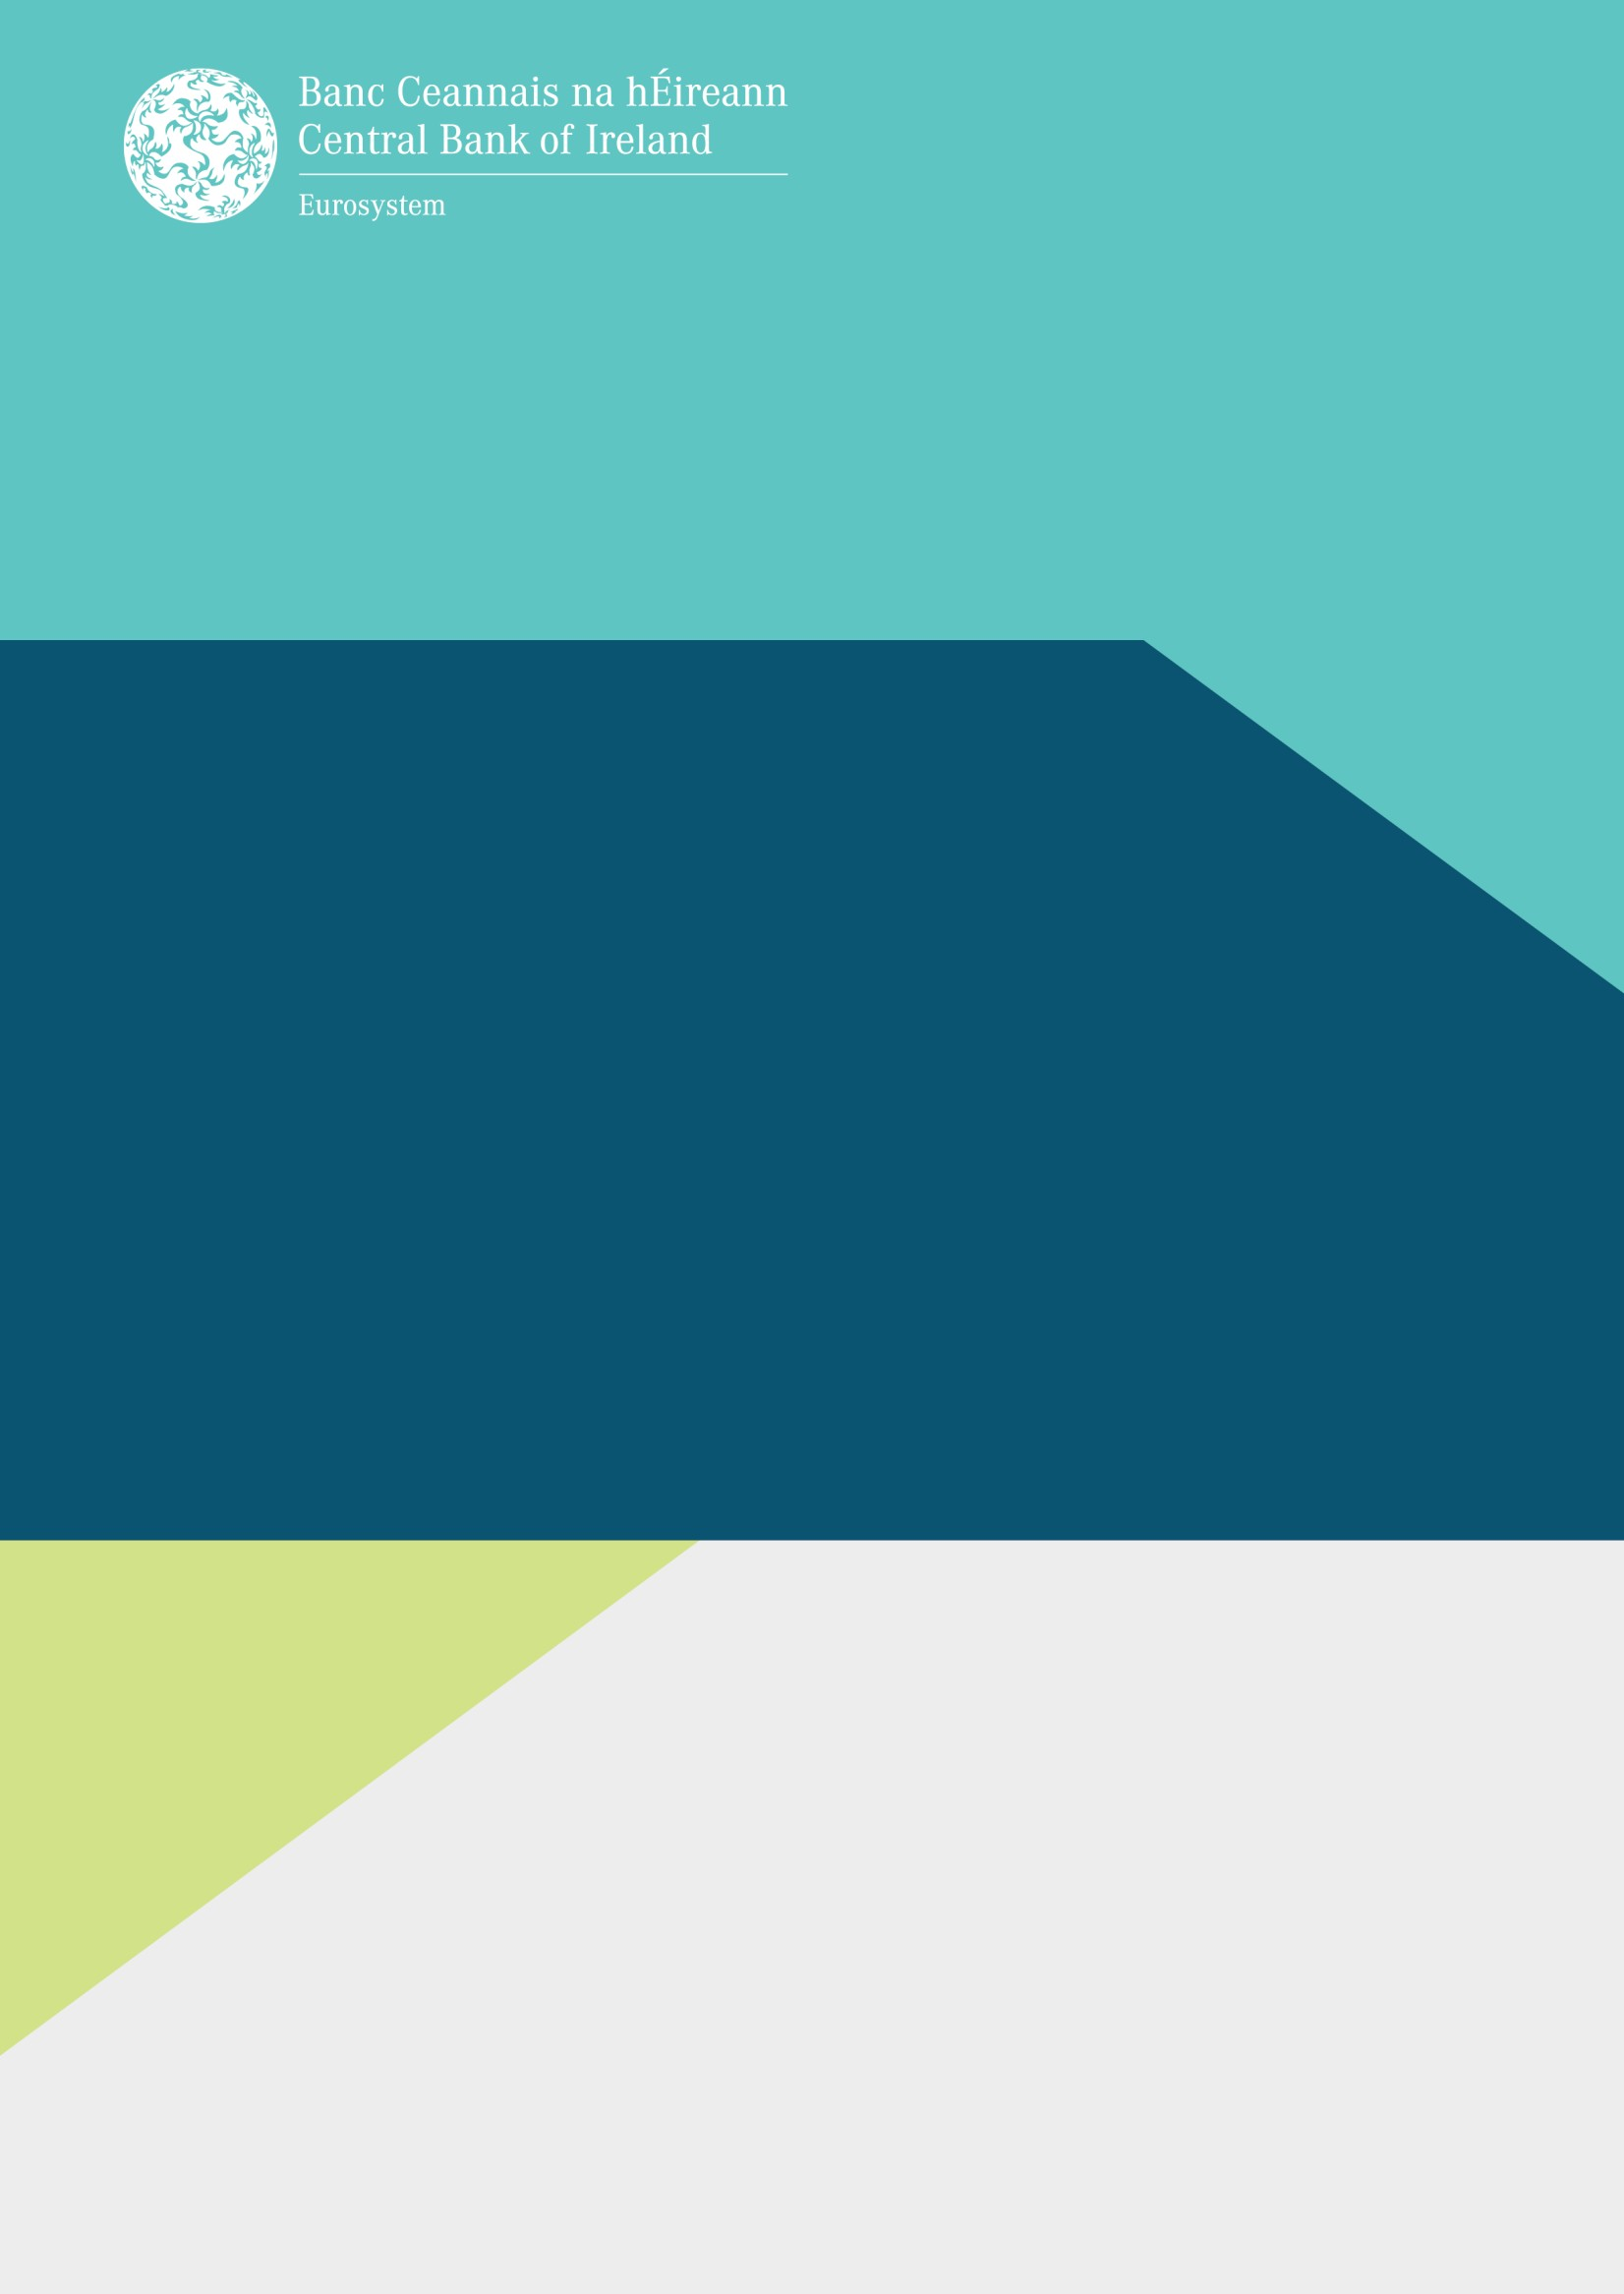 Banc Ceannais na hÉireann
Central Bank of Ireland
Eurosystem